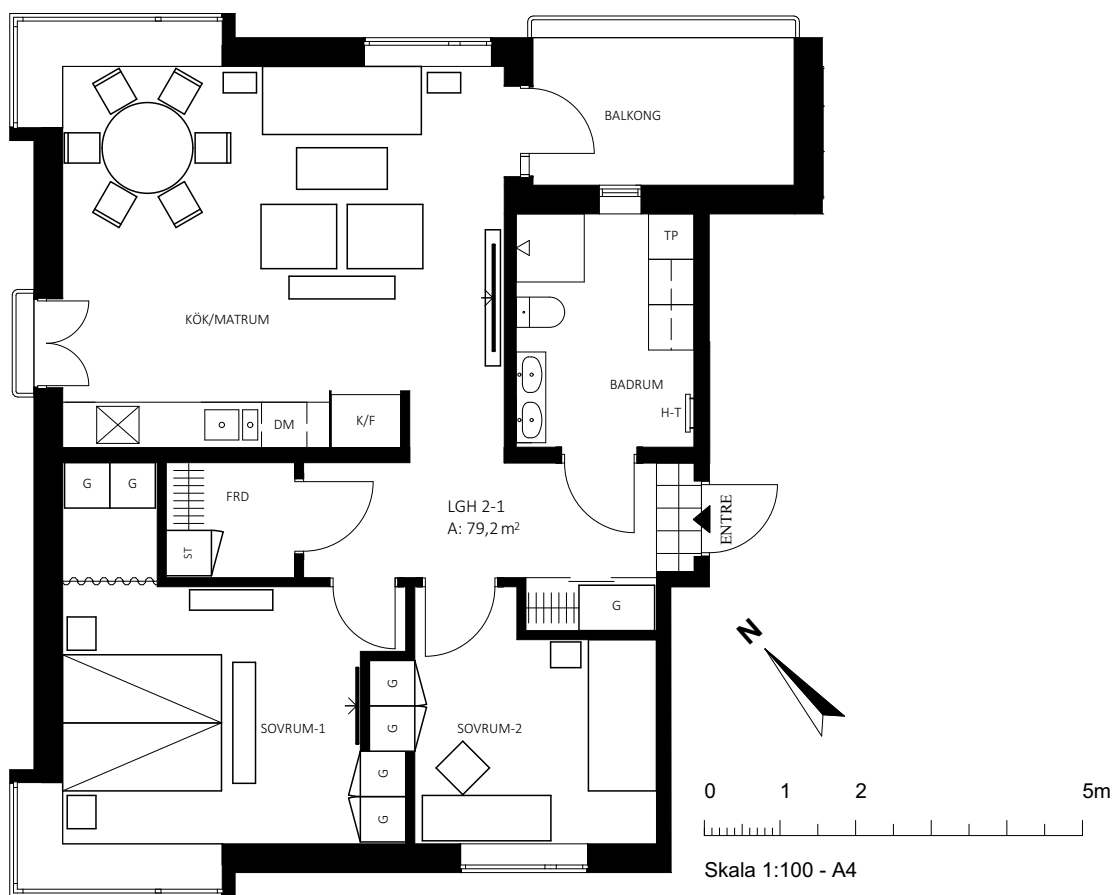 BALKONG
TP
KÖK/MATRUM
BADRUM
H-T
DM
K/F
G
G
FRD
ST
LGH 2-1
A: 79,2 m²
ENTRE
G
N
G
G
SOVRUM-1
SOVRUM-2
G
G
0 1 2 5m
Skala 1:100 - A4